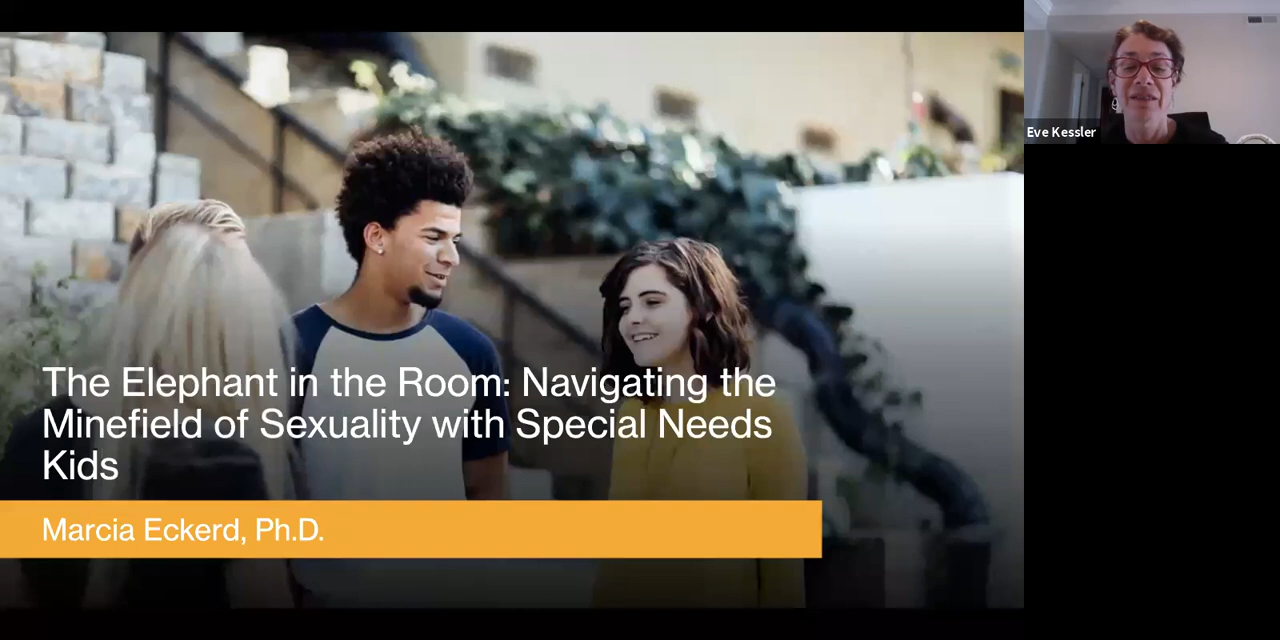 The Elephant in the Room: Navigating the
Minefield of Sexuality with Special Needs
Kids
Marcia Eckerd, Ph.D.
Eve Kessler